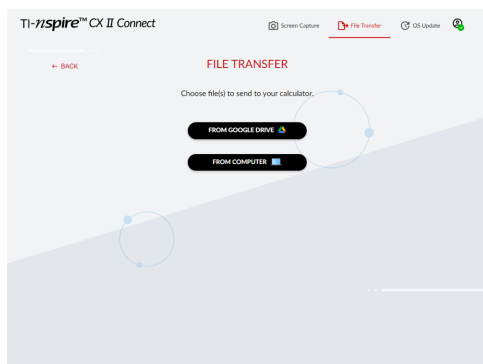 TI-nspire™ CX II Connect
Screen Capture
File Transfer
OS Update
← BACK
FILE TRANSFER
Choose file(s) to send to your calculator.
FROM GOOGLE DRIVE
FROM COMPUTER